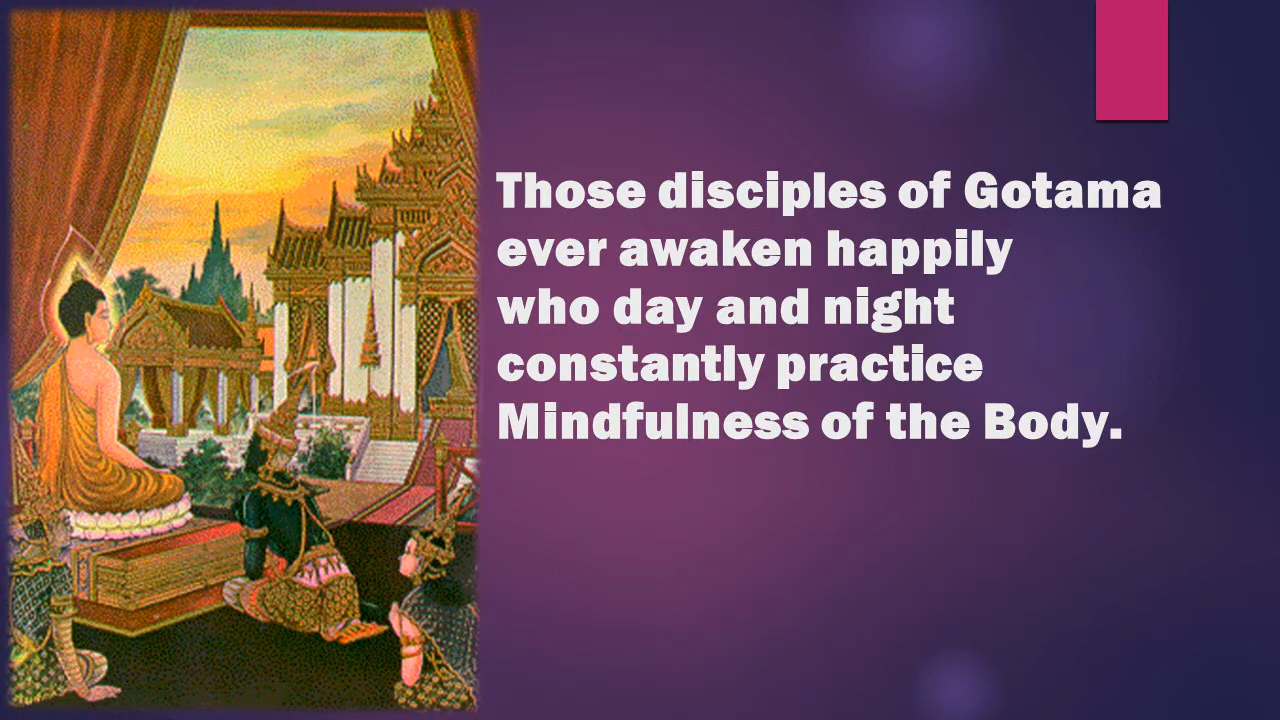 Those disciples of Gotama
ever awaken happily
who day and night
constantly practice
Mindfulness of the Body.